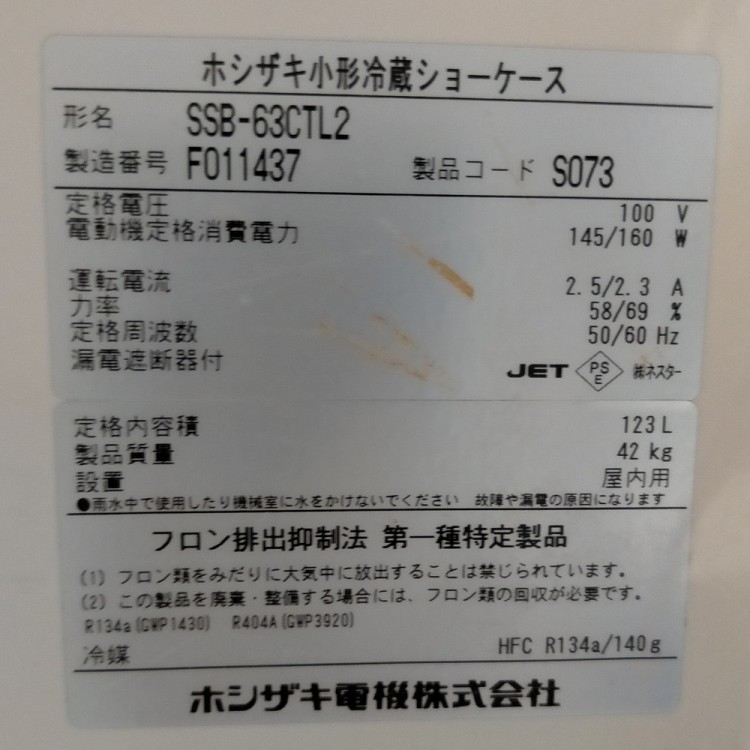 ホシザキ小形冷蔵ショーケース
形名 SSB-63CTL2
製造番号 F011437 製品コード S073
定格電圧 100 V
電動機定格消費電力 145/160 W
運転電流 2.5/2.3 A
力率 58/69 %
定格周波数 50/60 Hz
漏電遮断器付 JET PSE ㈱ネスター
定格内容積 123 L
製品質量 42 kg
設置 屋内用
●雨水中で使用したり機械室に水をかけないでください 故障や漏電の原因になります
フロン排出抑制法 第一種特定製品
(1) フロン類をみだりに大気中に放出することは禁じられています。
(2) この製品を廃棄・整備する場合には、フロン類の回収が必要です。
R134a(GWP1430) R404A(GWP3920)
冷媒 HFC R134a/140g
ホシザキ電機株式会社